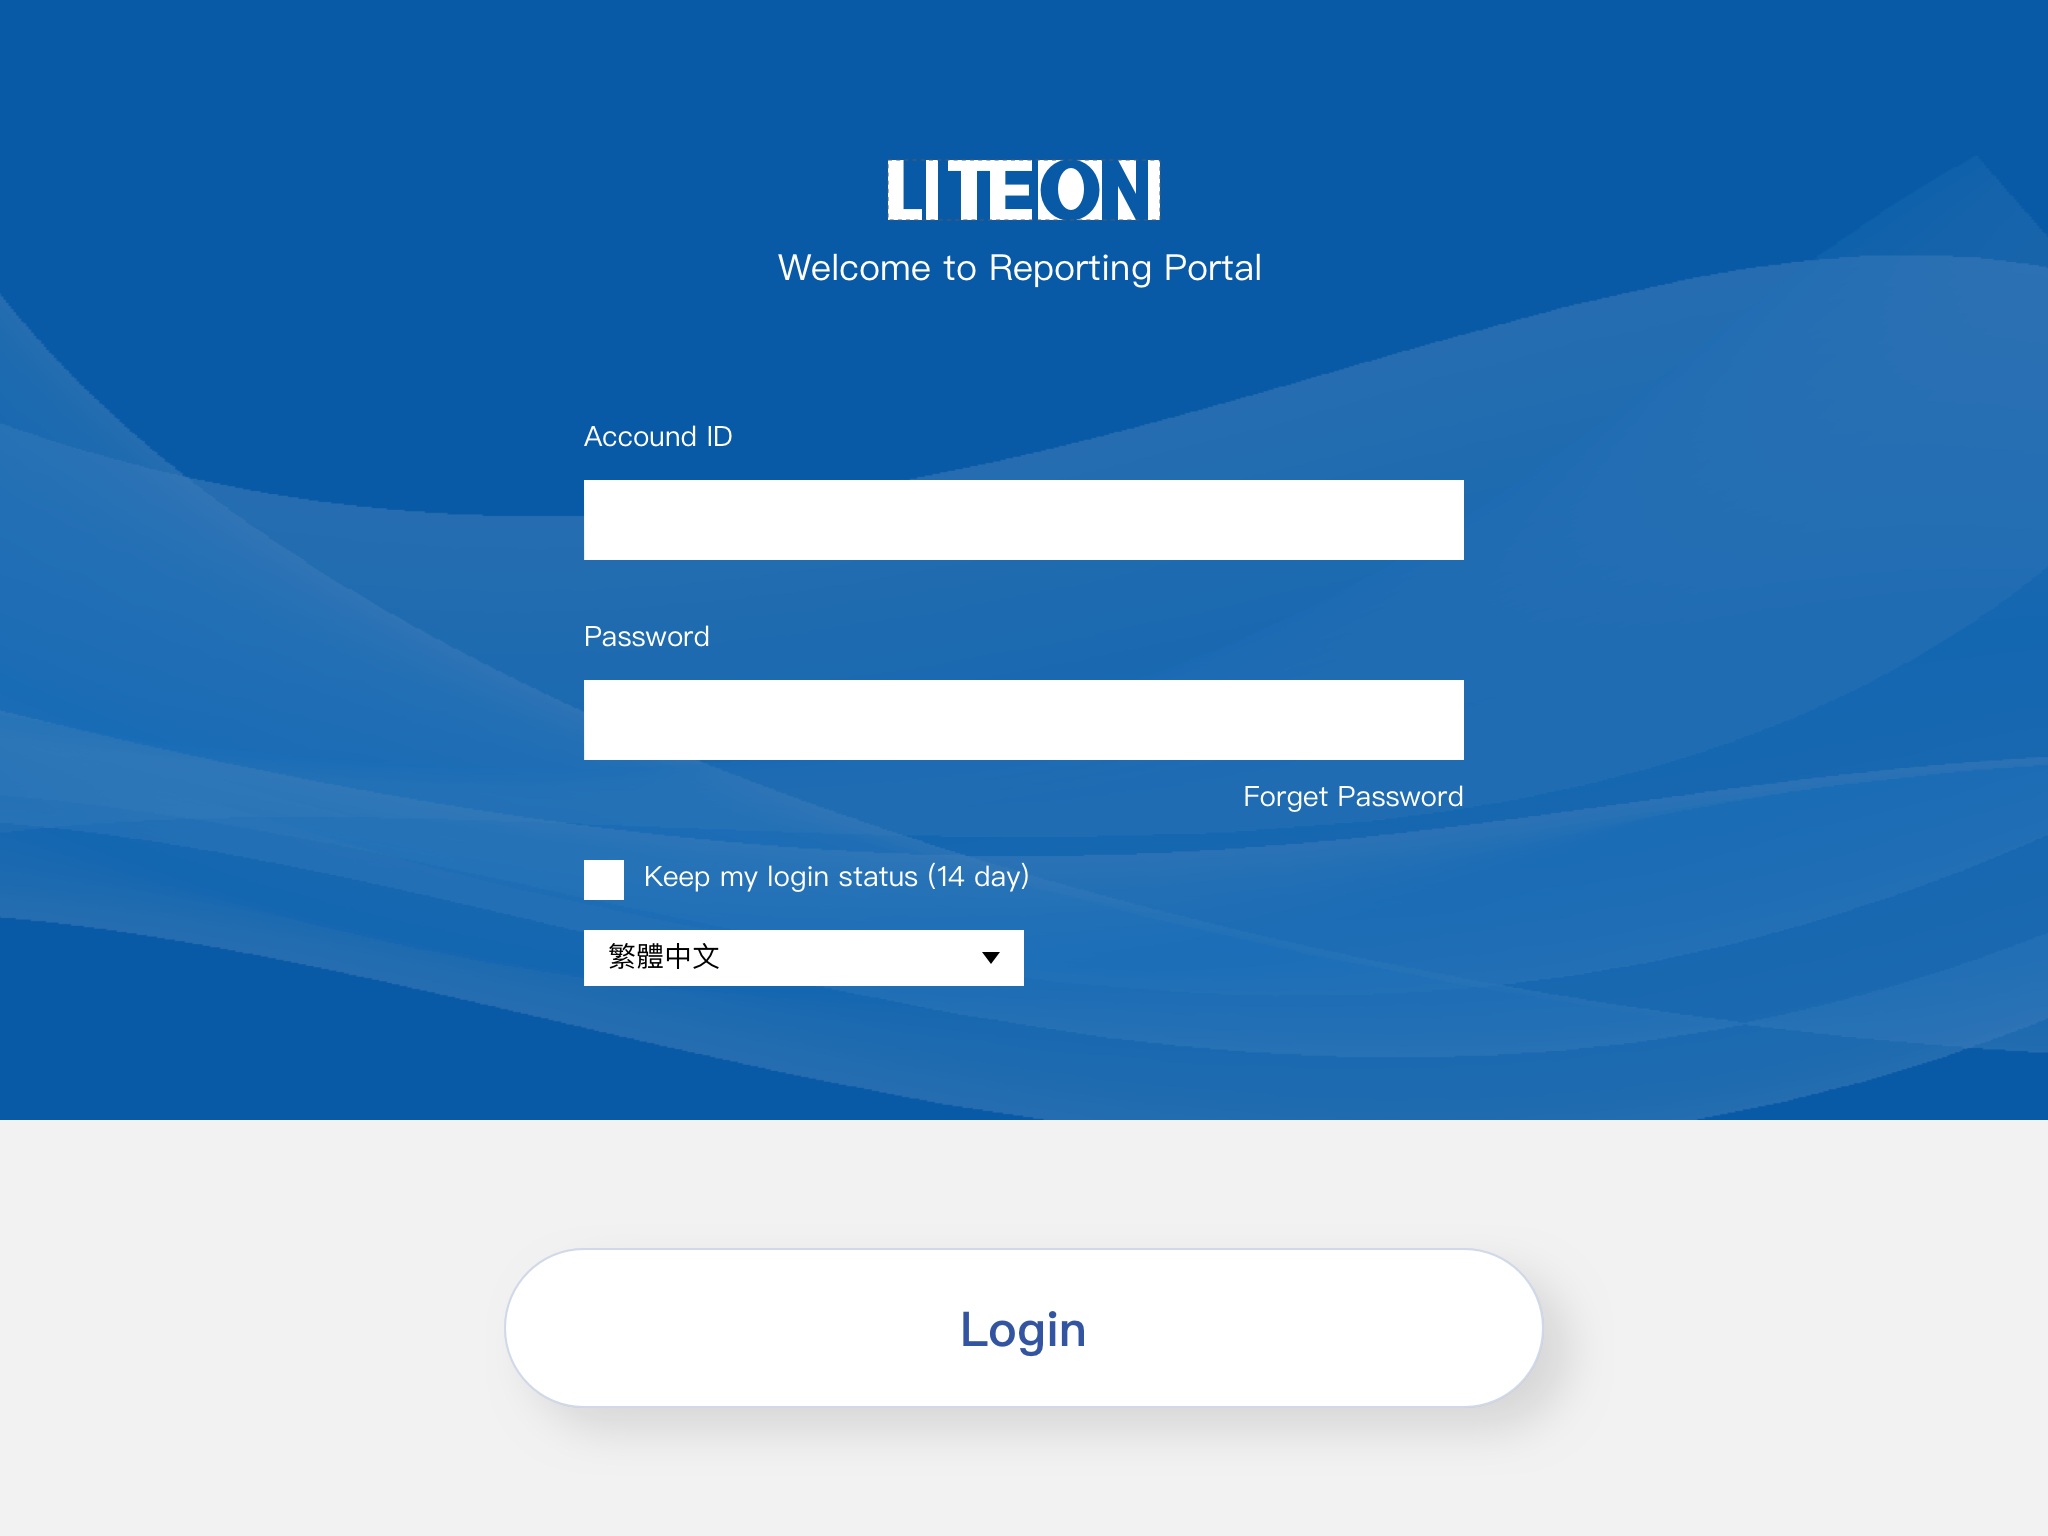 LITEON
Welcome to Reporting Portal
Accound ID
Password
Forget Password
Keep my login status (14 day)
繁體中文
Login